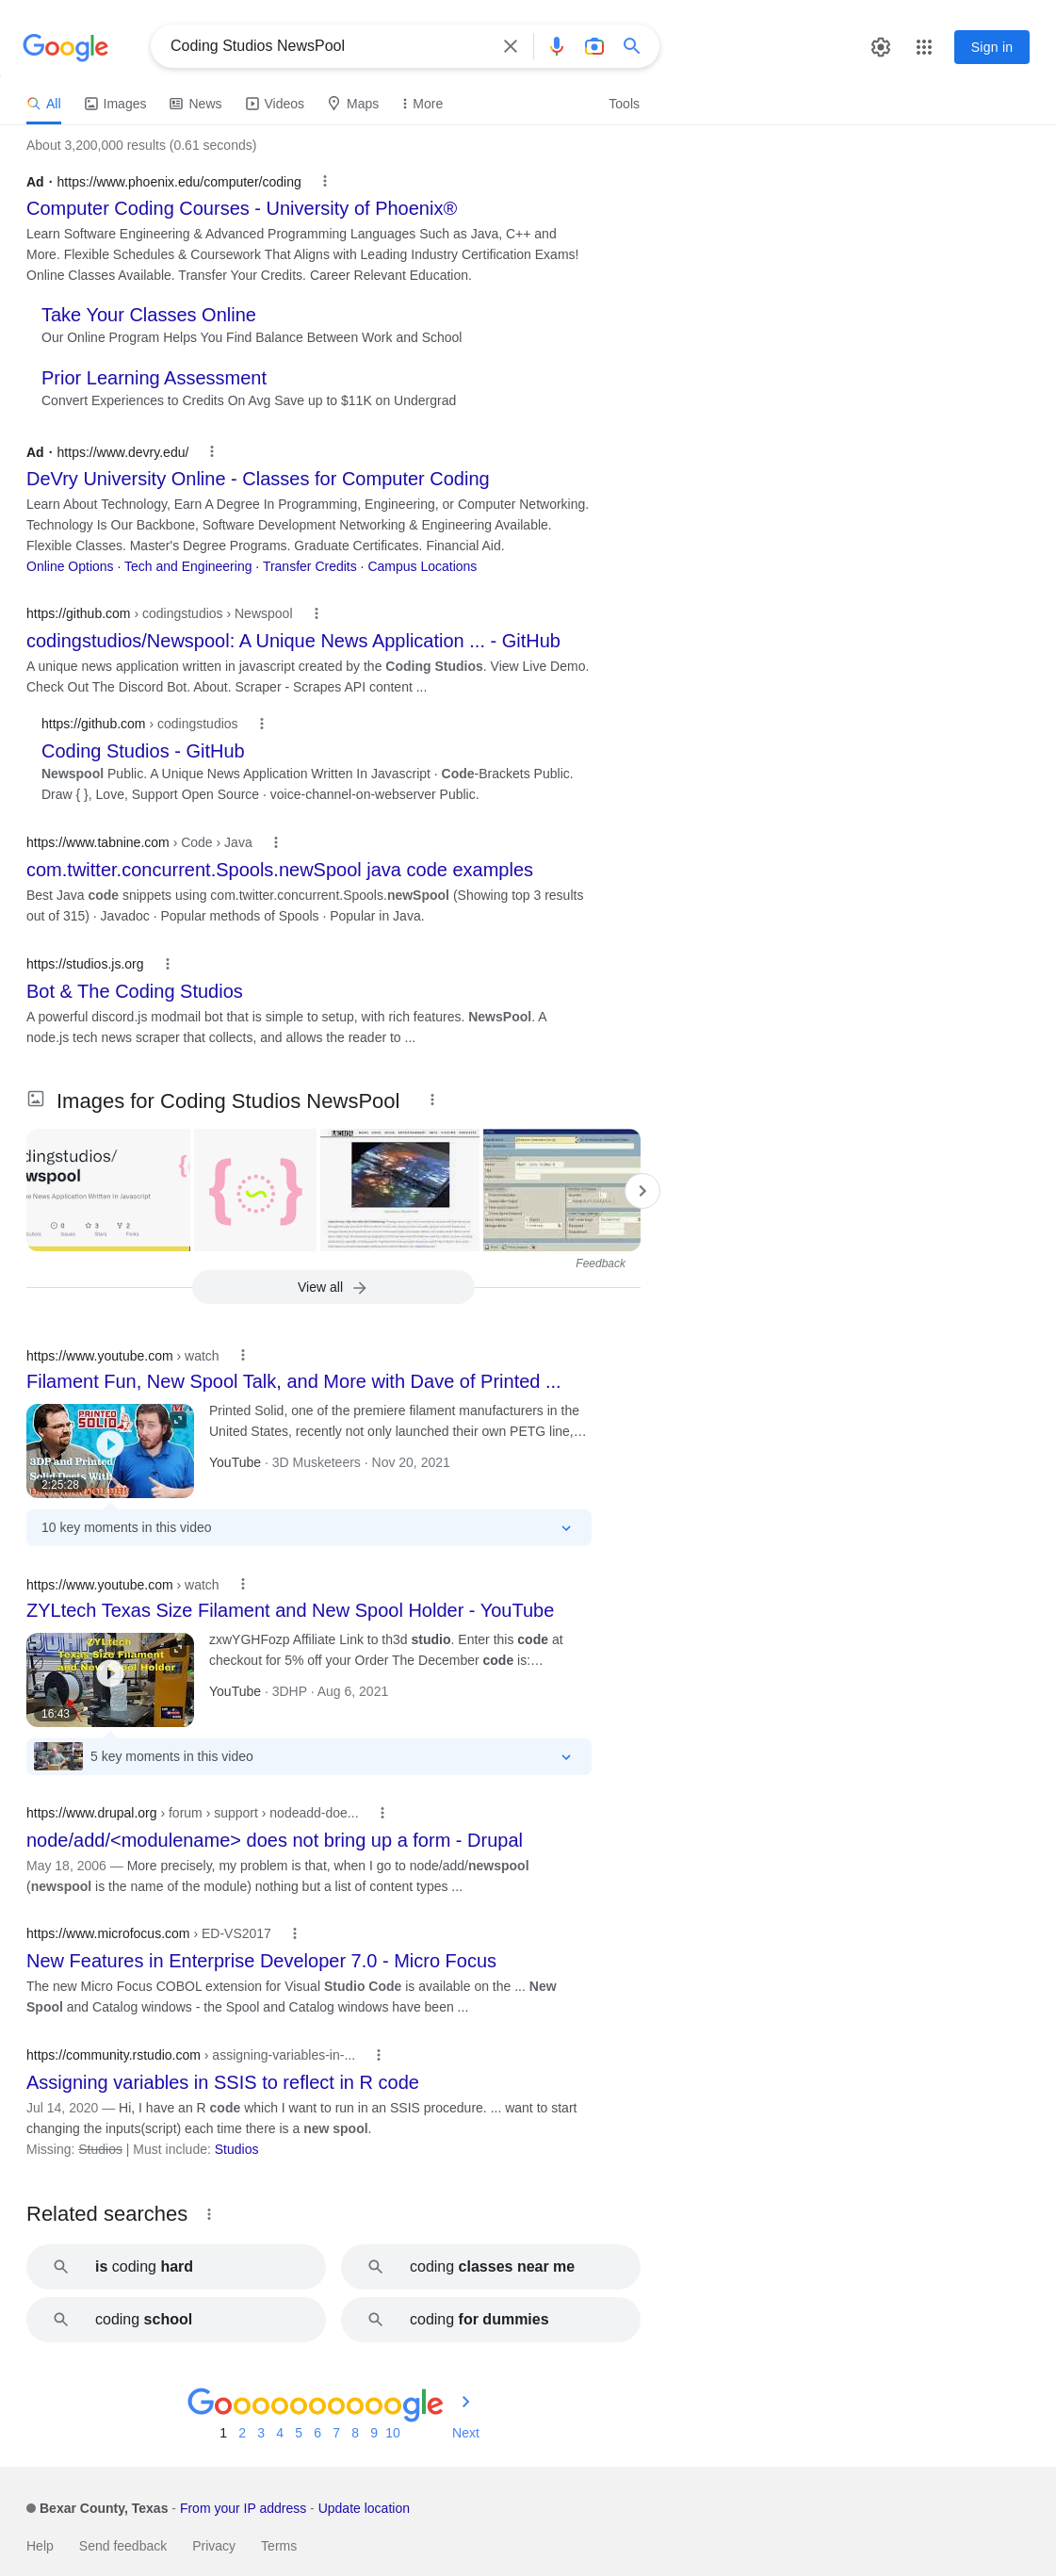 Google
Coding Studios NewsPool
Sign in
All
Images
News
Videos
Maps
More
Tools
About 3,200,000 results (0.61 seconds)
Ad · https://www.phoenix.edu/computer/coding
Computer Coding Courses - University of Phoenix®
Learn Software Engineering & Advanced Programming Languages Such as Java, C++ and
More. Flexible Schedules & Coursework That Aligns with Leading Industry Certification Exams!
Online Classes Available. Transfer Your Credits. Career Relevant Education.
Take Your Classes Online
Our Online Program Helps You Find Balance Between Work and School
Prior Learning Assessment
Convert Experiences to Credits On Avg Save up to $11K on Undergrad
Ad · https://www.devry.edu/
DeVry University Online - Classes for Computer Coding
Learn About Technology, Earn A Degree In Programming, Engineering, or Computer Networking.
Technology Is Our Backbone, Software Development Networking & Engineering Available.
Flexible Classes. Master's Degree Programs. Graduate Certificates. Financial Aid.
Online Options · Tech and Engineering · Transfer Credits · Campus Locations
https://github.com › codingstudios › Newspool
codingstudios/Newspool: A Unique News Application ... - GitHub
A unique news application written in javascript created by the Coding Studios. View Live Demo.
Check Out The Discord Bot. About. Scraper - Scrapes API content ...
https://github.com › codingstudios
Coding Studios - GitHub
Newspool Public. A Unique News Application Written In Javascript · Code-Brackets Public.
Draw { }, Love, Support Open Source · voice-channel-on-webserver Public.
https://www.tabnine.com › Code › Java
com.twitter.concurrent.Spools.newSpool java code examples
Best Java code snippets using com.twitter.concurrent.Spools.newSpool (Showing top 3 results
out of 315) · Javadoc · Popular methods of Spools · Popular in Java.
https://studios.js.org
Bot & The Coding Studios
A powerful discord.js modmail bot that is simple to setup, with rich features. NewsPool. A
node.js tech news scraper that collects, and allows the reader to ...
Images for Coding Studios NewsPool
dingstudios/
wspool
e News Application Written In Javascript
0
3
2
Issues
Stars
Forks
Feedback
View all
https://www.youtube.com › watch
Filament Fun, New Spool Talk, and More with Dave of Printed ...
Printed Solid, one of the premiere filament manufacturers in the
United States, recently not only launched their own PETG line,…
YouTube · 3D Musketeers · Nov 20, 2021
PRINTED
SOLID
3DP and Printed
Solid Deets With
2:25:28
10 key moments in this video
https://www.youtube.com › watch
ZYLtech Texas Size Filament and New Spool Holder - YouTube
zxwYGHFozp Affiliate Link to th3d studio. Enter this code at
checkout for 5% off your Order The December code is:…
YouTube · 3DHP · Aug 6, 2021
ZYLtech
Texas Size Filament
and New Spool Holder
16:43
5 key moments in this video
https://www.drupal.org › forum › support › nodeadd-doe...
node/add/<modulename> does not bring up a form - Drupal
May 18, 2006 — More precisely, my problem is that, when I go to node/add/newspool
(newspool is the name of the module) nothing but a list of content types ...
https://www.microfocus.com › ED-VS2017
New Features in Enterprise Developer 7.0 - Micro Focus
The new Micro Focus COBOL extension for Visual Studio Code is available on the ... New
Spool and Catalog windows - the Spool and Catalog windows have been ...
https://community.rstudio.com › assigning-variables-in-...
Assigning variables in SSIS to reflect in R code
Jul 14, 2020 — Hi, I have an R code which I want to run in an SSIS procedure. ... want to start
changing the inputs(script) each time there is a new spool.
Missing: Studios | Must include: Studios
Related searches
is coding hard
coding classes near me
coding school
coding for dummies
Goooooooooogle
1 2 3 4 5 6 7 8 9 10 Next
Bexar County, Texas - From your IP address - Update location
Help
Send feedback
Privacy
Terms